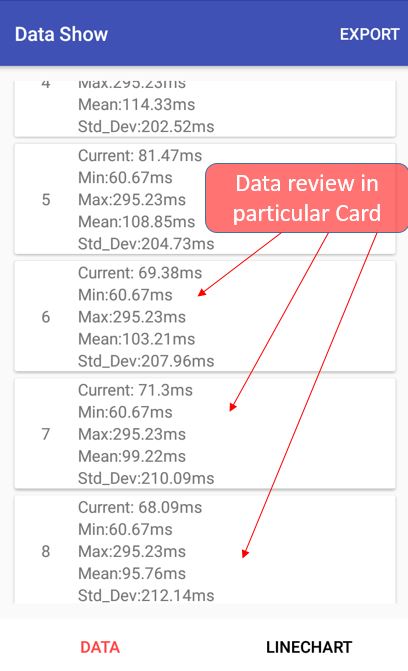 Data Show
EXPORT
4
Max:295.23ms
Mean:114.33ms
Std_Dev:202.52ms
5
Current: 81.47ms
Min:60.67ms
Max:295.23ms
Mean:108.85ms
Std_Dev:204.73ms
Data review in
particular Card
6
Current: 69.38ms
Min:60.67ms
Max:295.23ms
Mean:103.21ms
Std_Dev:207.96ms
7
Current: 71.3ms
Min:60.67ms
Max:295.23ms
Mean:99.22ms
Std_Dev:210.09ms
8
Current: 68.09ms
Min:60.67ms
Max:295.23ms
Mean:95.76ms
Std_Dev:212.14ms
DATA
LINECHART